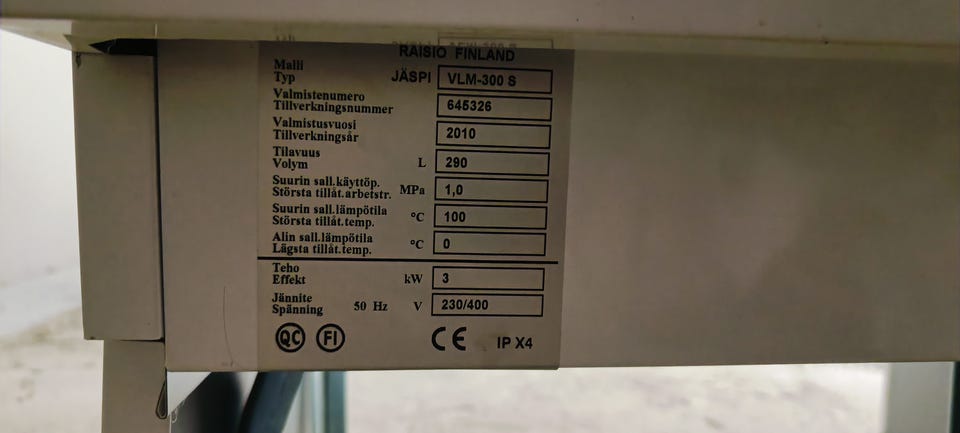 RAISIO FINLAND
Malli
Typ JÄSPI VLM-300 S
Valmistenumero
Tillverkningsnummer 645326
Valmistusvuosi
Tillverkningsår 2010
Tilavuus
Volym L 290
Suurin sall.käyttöp.
Största tillåt.arbetstr. MPa 1,0
Suurin sall.lämpötila
Största tillåt.temp. °C 100
Alin sall.lämpötila
Lägsta tillåt.temp. °C 0
Teho
Effekt kW 3
Jännite
Spänning 50 Hz V 230/400
QC FI CE IP X4